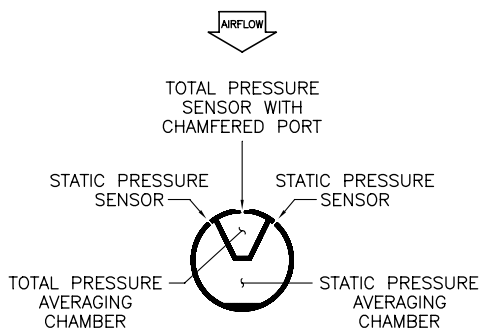 AIRFLOW
TOTAL PRESSURE
SENSOR WITH
CHAMFERED PORT
STATIC PRESSURE
SENSOR
STATIC PRESSURE
SENSOR
TOTAL PRESSURE
AVERAGING
CHAMBER
STATIC PRESSURE
AVERAGING
CHAMBER